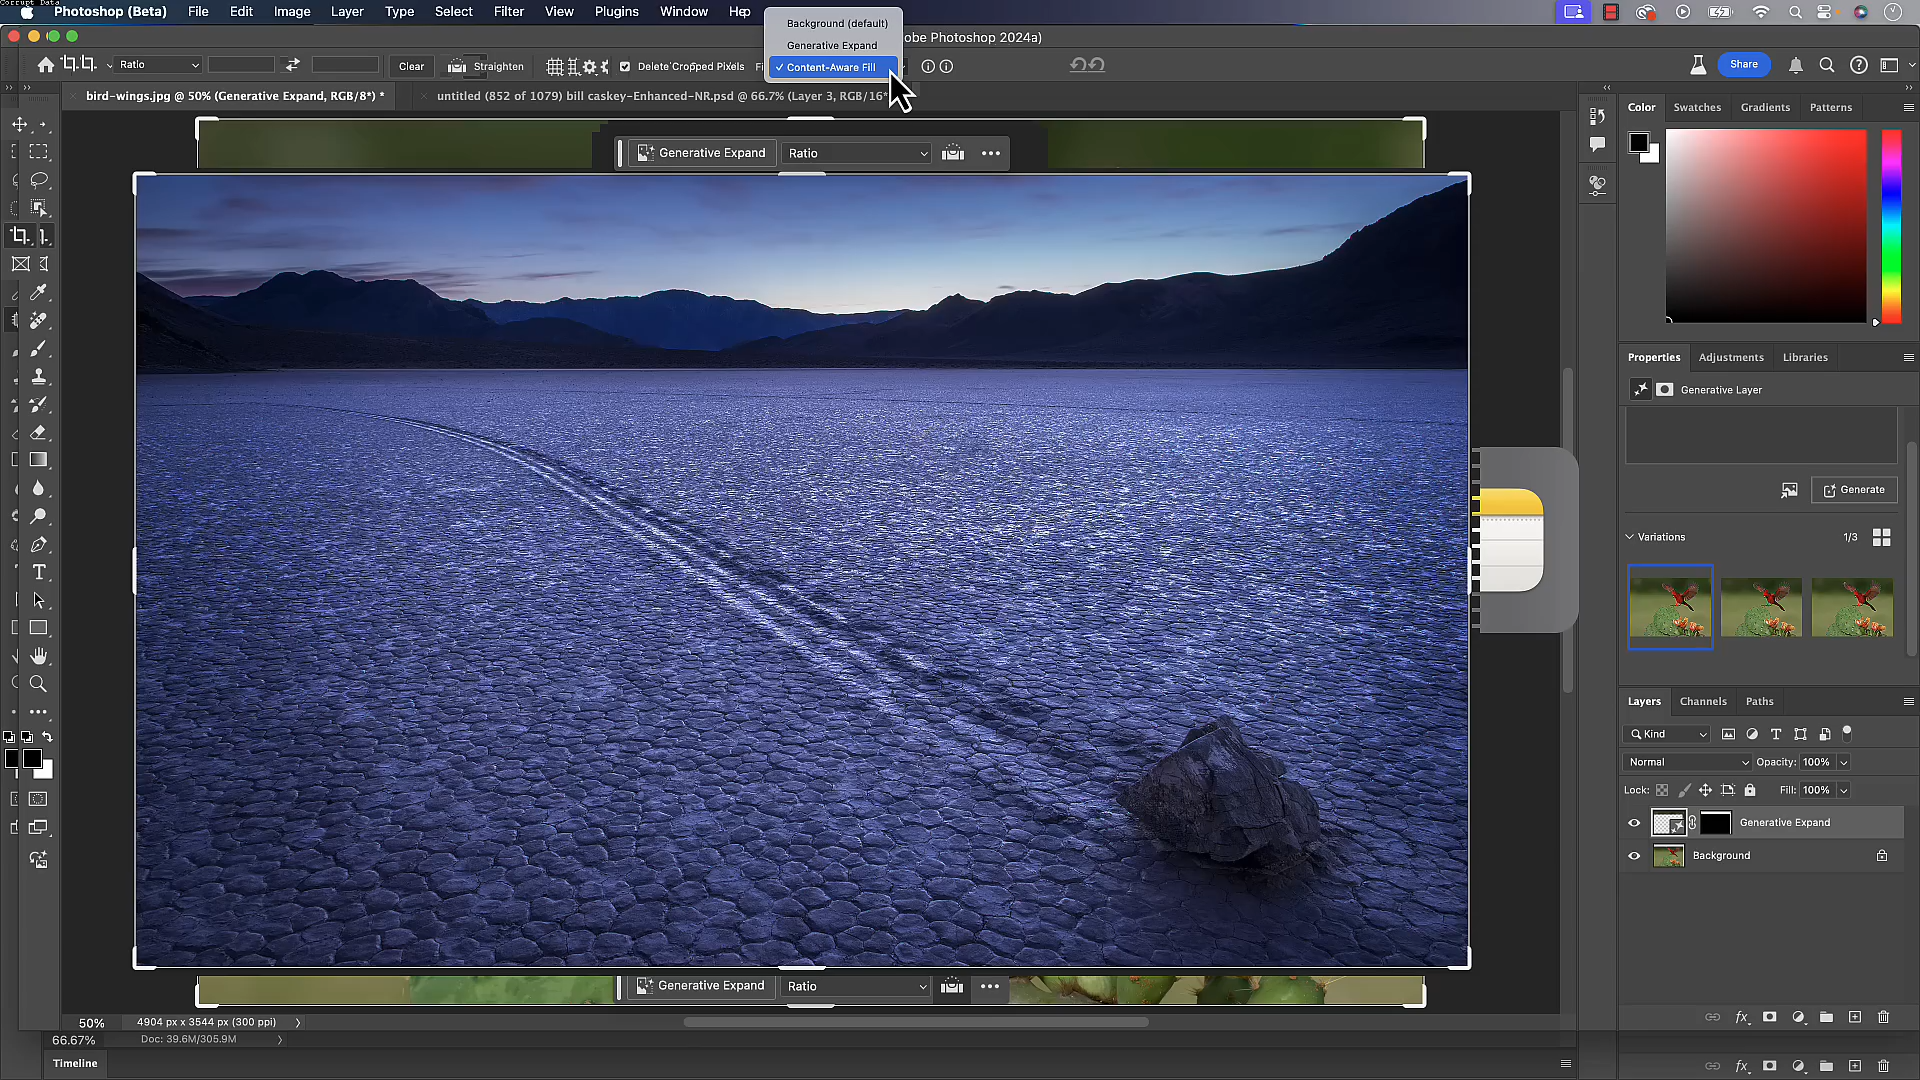 Corrupt Data
Photoshop (Beta) File Edit Image Layer Type Select Filter View Plugins Window Help
Background (default)
Generative Expand
✓ Content-Aware Fill
dobe Photoshop 2024a)
Ratio
Clear
Straighten
Delete Cropped Pixels
Share
bird-wings.jpg @ 50% (Generative Expand, RGB/8*) *
untitled (852 of 1079) bill caskey-Enhanced-NR.psd @ 66.7% (Layer 3, RGB/16*
Generative Expand
Ratio
Color
Swatches
Gradients
Patterns
Properties
Adjustments
Libraries
Generative Layer
Generate
Variations
1/3
Layers
Channels
Paths
Kind
Normal
Opacity: 100%
Lock:
Fill: 100%
Generative Expand
Background
Generative Expand
Ratio
50%
4904 px x 3544 px (300 ppi)
66.67%
Doc: 39.6M/305.9M
Timeline